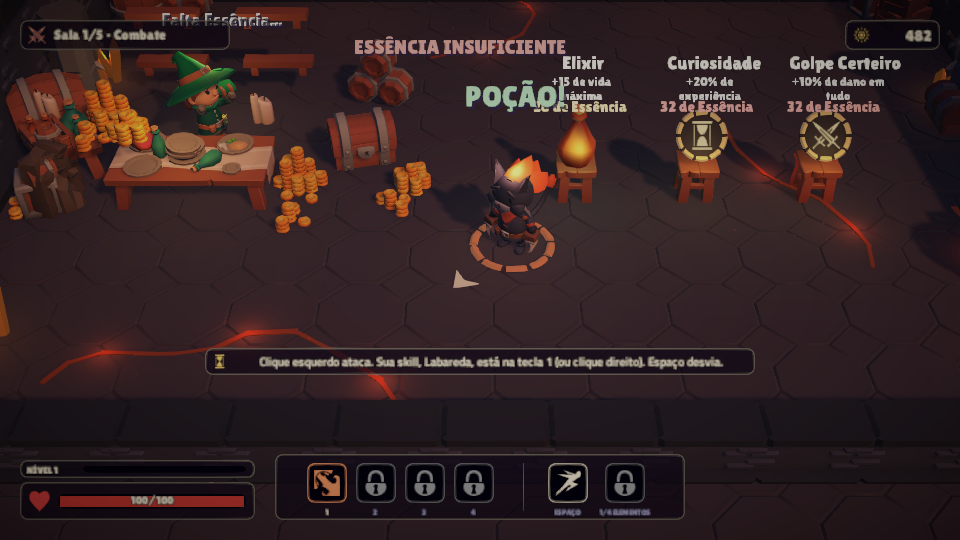 Falta Essência...
Sala 1/5 - Combate
482
ESSÊNCIA INSUFICIENTE
Elixir
+15 de vida
máxima
de Essência
POÇÃO!
Curiosidade
+20% de
experiência
32 de Essência
Golpe Certeiro
+10% de dano em
tudo
32 de Essência
Clique esquerdo ataca. Sua skill, Labareda, está na tecla 1 (ou clique direito). Espaço desvia.
NÍVEL 1
100/100
1
2
3
4
ESPAÇO
1/4 ELEMENTOS